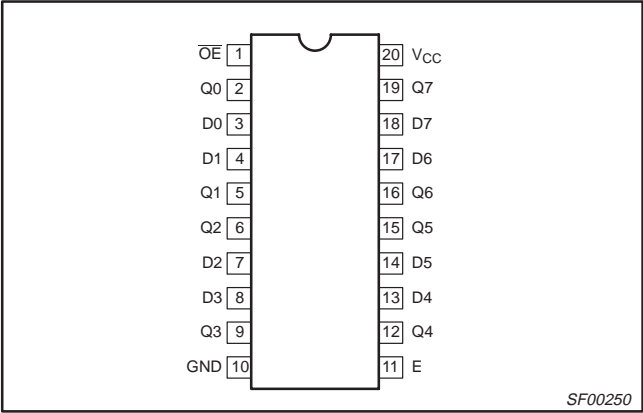 O̅E̅ 1 20 VCC
Q0 2 19 Q7
D0 3 18 D7
D1 4 17 D6
Q1 5 16 Q6
Q2 6 15 Q5
D2 7 14 D5
D3 8 13 D4
Q3 9 12 Q4
GND 10 11 E
SF00250